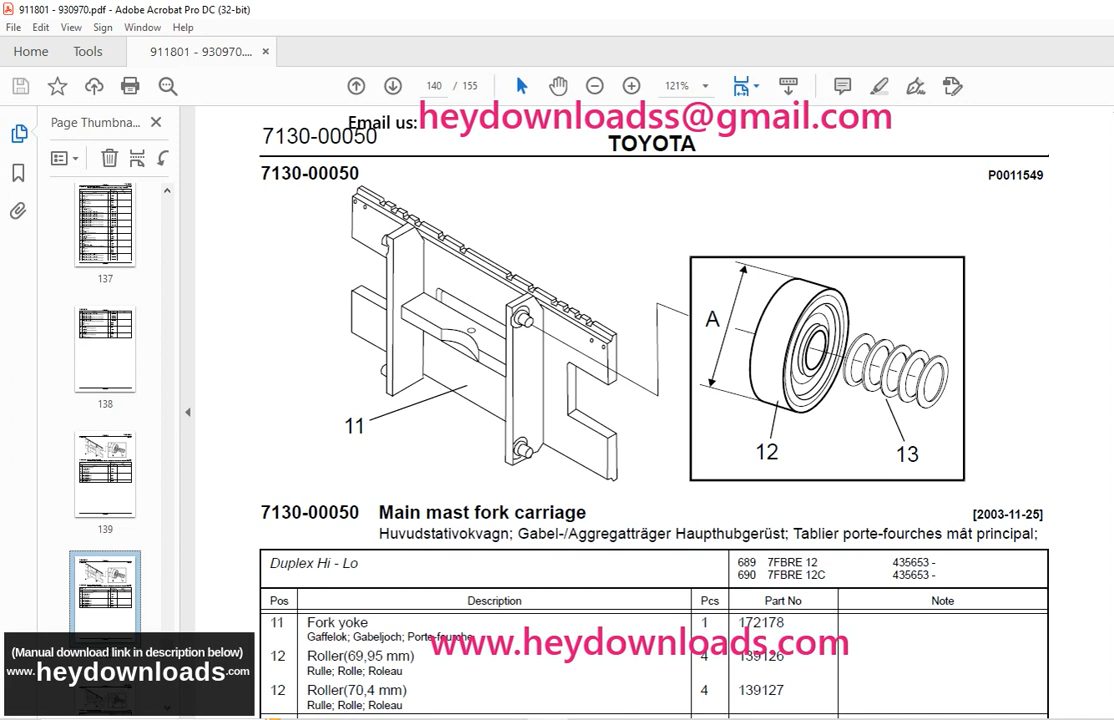 911801 - 930970.pdf - Adobe Acrobat Pro DC (32-bit)
File Edit View Sign Window Help
Home Tools 911801 - 930970.... ×
140 / 155 121%
Page Thumbna...
137
138
139
Email us: heydownloadss@gmail.com
7130-00050 TOYOTA
7130-00050 P0011549
A
11
12
13
7130-00050 Main mast fork carriage [2003-11-25]
Huvudstativokvagn; Gabel-/Aggregatträger Haupthubgerüst; Tablier porte-fourches mât principal;
Duplex Hi - Lo 689 7FBRE 12 435653 -
690 7FBRE 12C 435653 -
Pos Description Pcs Part No Note
11 Fork yoke 1 172178
Gaffelok; Gabeljoch; Porte-fourche
www.heydownloads.com
12 Roller(69,95 mm) 4 139126
Rulle; Rolle; Roleau
12 Roller(70,4 mm) 4 139127
Rulle; Rolle; Roleau
(Manual download link in description below)
www.heydownloads.com